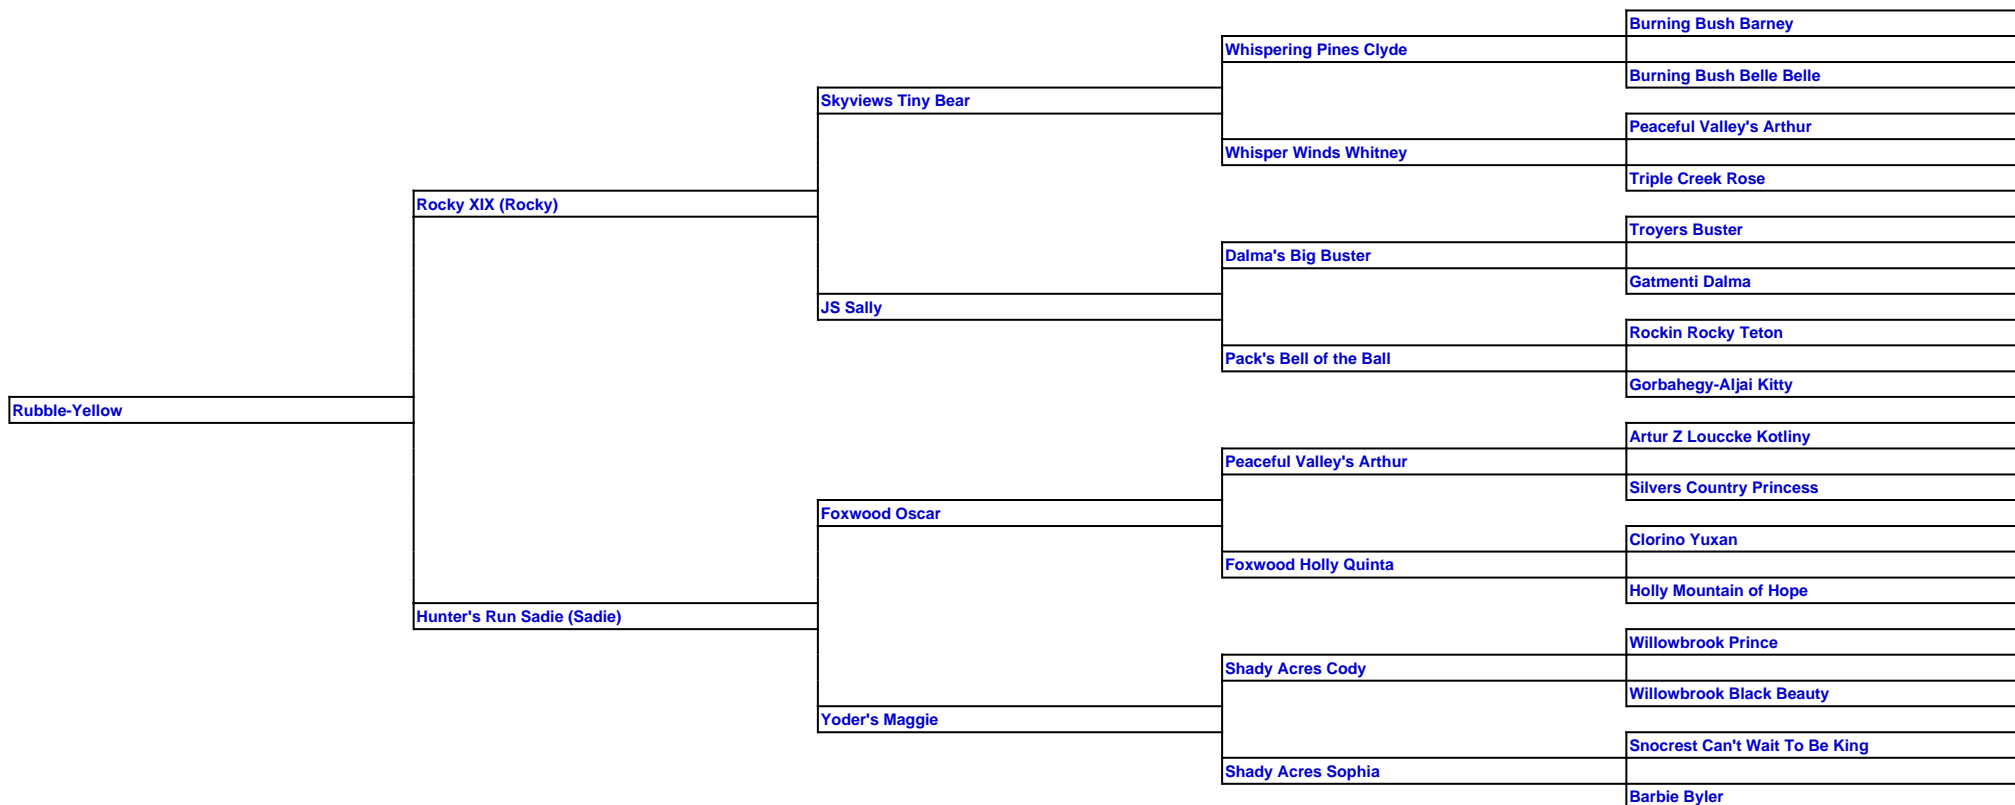 Burning Bush Barney
Whispering Pines Clyde
Burning Bush Belle Belle
Skyviews Tiny Bear
Peaceful Valley's Arthur
Whisper Winds Whitney
Triple Creek Rose
Rocky XIX (Rocky)
Troyers Buster
Dalma's Big Buster
Gatmenti Dalma
JS Sally
Rockin Rocky Teton
Pack's Bell of the Ball
Gorbahegy-Aljai Kitty
Rubble-Yellow
Artur Z Louccke Kotliny
Peaceful Valley's Arthur
Silvers Country Princess
Foxwood Oscar
Clorino Yuxan
Foxwood Holly Quinta
Holly Mountain of Hope
Hunter's Run Sadie (Sadie)
Willowbrook Prince
Shady Acres Cody
Willowbrook Black Beauty
Yoder's Maggie
Snocrest Can't Wait To Be King
Shady Acres Sophia
Barbie Byler